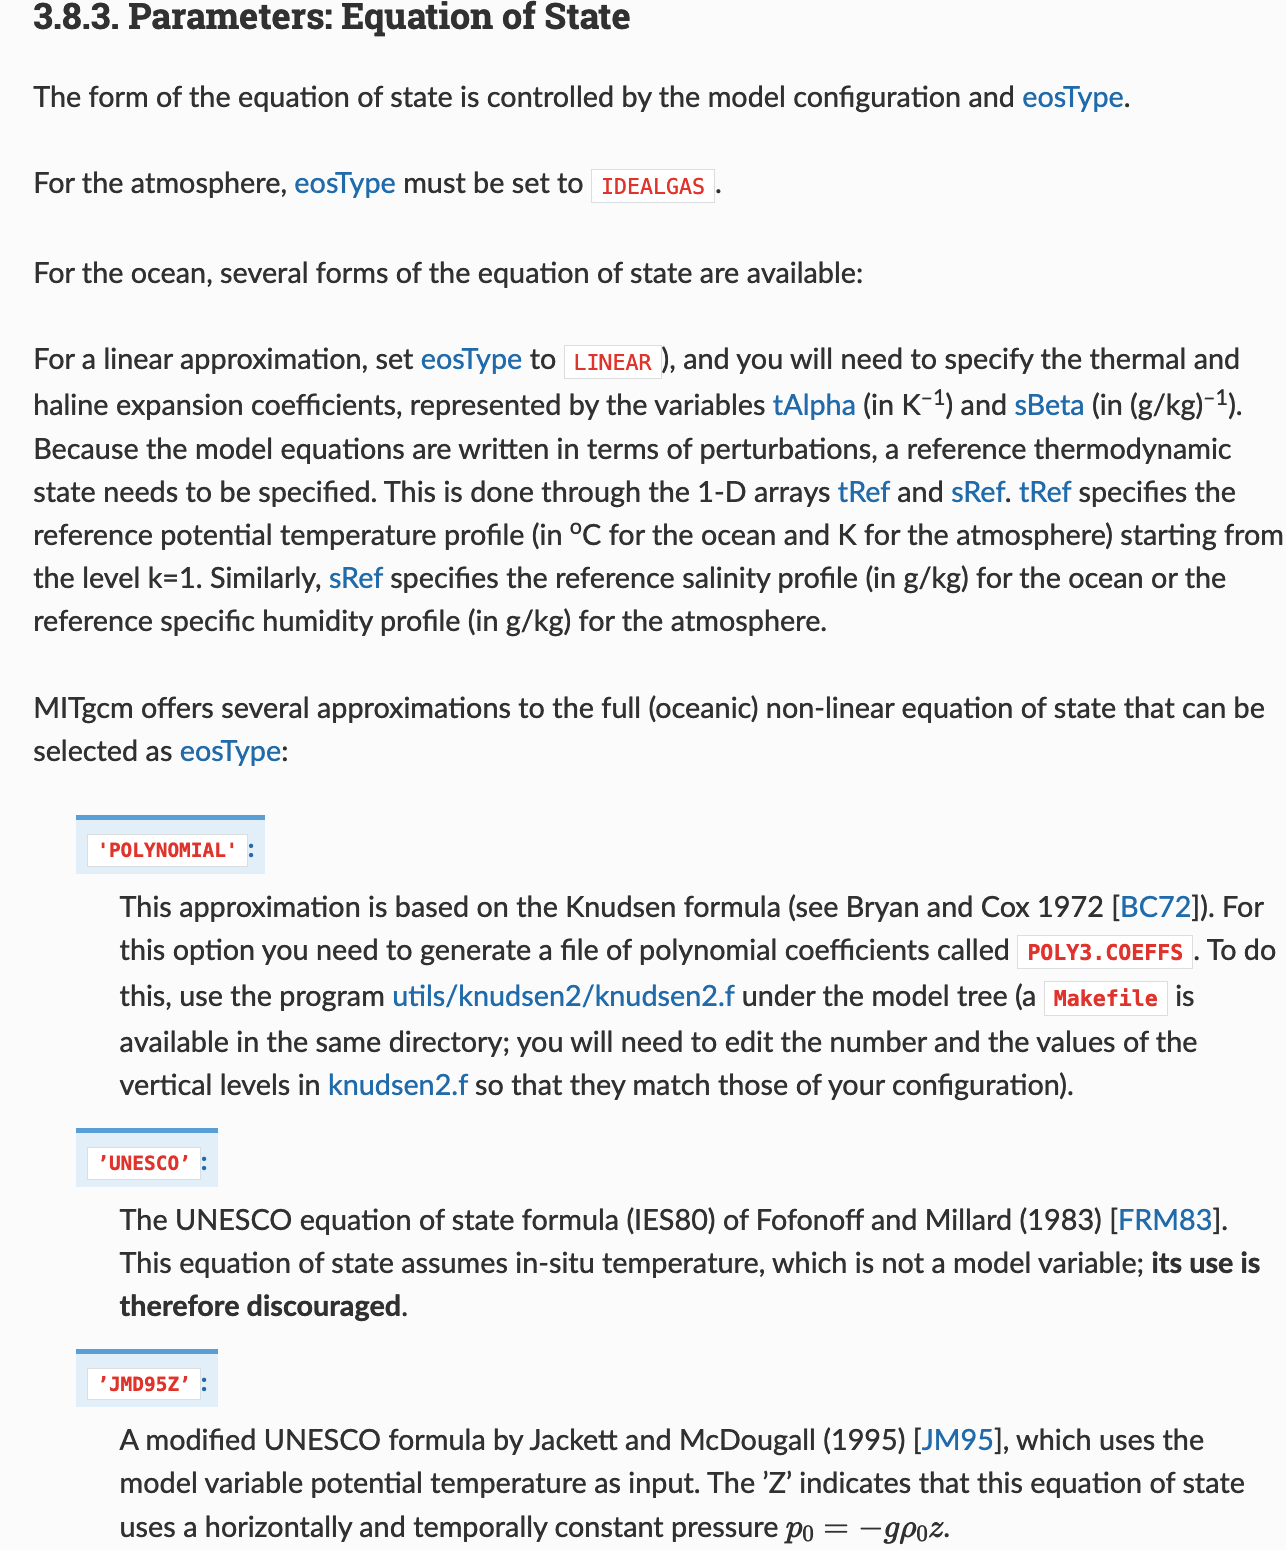 3.8.3. Parameters: Equation of State
The form of the equation of state is controlled by the model configuration and eosType.
For the atmosphere, eosType must be set to IDEALGAS.
For the ocean, several forms of the equation of state are available:
For a linear approximation, set eosType to LINEAR), and you will need to specify the thermal and
haline expansion coefficients, represented by the variables tAlpha (in K⁻¹) and sBeta (in (g/kg)⁻¹).
Because the model equations are written in terms of perturbations, a reference thermodynamic
state needs to be specified. This is done through the 1-D arrays tRef and sRef. tRef specifies the
reference potential temperature profile (in ᵒC for the ocean and K for the atmosphere) starting from
the level k=1. Similarly, sRef specifies the reference salinity profile (in g/kg) for the ocean or the
reference specific humidity profile (in g/kg) for the atmosphere.
MITgcm offers several approximations to the full (oceanic) non-linear equation of state that can be
selected as eosType:
'POLYNOMIAL':
This approximation is based on the Knudsen formula (see Bryan and Cox 1972 [BC72]). For
this option you need to generate a file of polynomial coefficients called POLY3.COEFFS. To do
this, use the program utils/knudsen2/knudsen2.f under the model tree (a Makefile is
available in the same directory; you will need to edit the number and the values of the
vertical levels in knudsen2.f so that they match those of your configuration).
’UNESCO’:
The UNESCO equation of state formula (IES80) of Fofonoff and Millard (1983) [FRM83].
This equation of state assumes in-situ temperature, which is not a model variable; its use is
therefore discouraged.
’JMD95Z’:
A modified UNESCO formula by Jackett and McDougall (1995) [JM95], which uses the
model variable potential temperature as input. The ’Z’ indicates that this equation of state
uses a horizontally and temporally constant pressure p₀ = −gρ₀z.